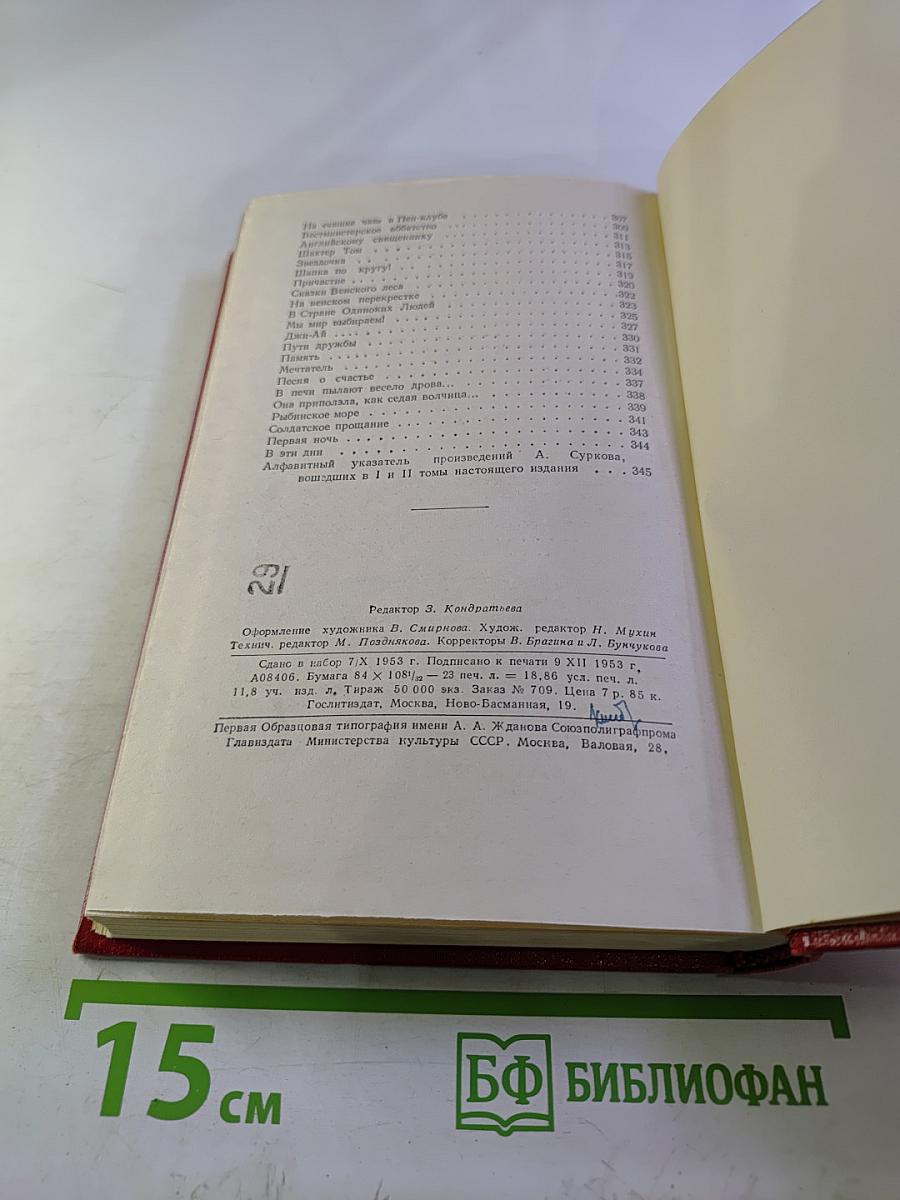 На чашке чаю в Пен-клубе . . . . . . . . . . . . 307
Вестминстерское аббатство . . . . . . . . . . . . 309
Английскому священнику . . . . . . . . . . . . 311
Шахтер Том . . . . . . . . . . . . 313
Звездочка . . . . . . . . . . . . 315
Шапка по кругу! . . . . . . . . . . . . 317
Причастие . . . . . . . . . . . . 319
Сказки Венского леса . . . . . . . . . . . . 320
На венском перекрестке . . . . . . . . . . . . 322
В Стране Одиноких Людей . . . . . . . . . . . . 323
Мы мир выбираем! . . . . . . . . . . . . 325
Джи-Ай . . . . . . . . . . . . 327
Пути дружбы . . . . . . . . . . . . 330
Память . . . . . . . . . . . . 331
Мечтатель . . . . . . . . . . . . 332
Песня о счастье . . . . . . . . . . . . 334
В печи пылают весело дрова... . . . . . . . . . . . . 337
Она приползла, как седая волчица... . . . . . . . . . 338
Рыбинское море . . . . . . . . . . . . 339
Солдатское прощание . . . . . . . . . . . . 341
Первая ночь . . . . . . . . . . . . 343
В эти дни . . . . . . . . . . . . 344
Алфавитный указатель произведений А. Суркова,
вошедших в I и II томы настоящего издания . . . 345
29
Редактор З. Кондратьева
Оформление художника В. Смирнова. Худож. редактор Н. Мухин
Технич. редактор М. Позднякова. Корректоры В. Брагина и Л. Бунчукова
Сдано в набор 7/X 1953 г. Подписано к печати 9 XII 1953 г.
А08406. Бумага 84 × 108¹/₃₂ — 23 печ. л. = 18,86 усл. печ. л.
11,8 уч. изд. л. Тираж 50 000 экз. Заказ № 709. Цена 7 р. 85 к.
Гослитиздат, Москва, Ново-Басманная, 19.
Первая Образцовая типография имени А. А. Жданова Союзполиграфпрома
Главиздата Министерства культуры СССР. Москва, Валовая, 28.
15 см
БФ БИБЛИОФАН